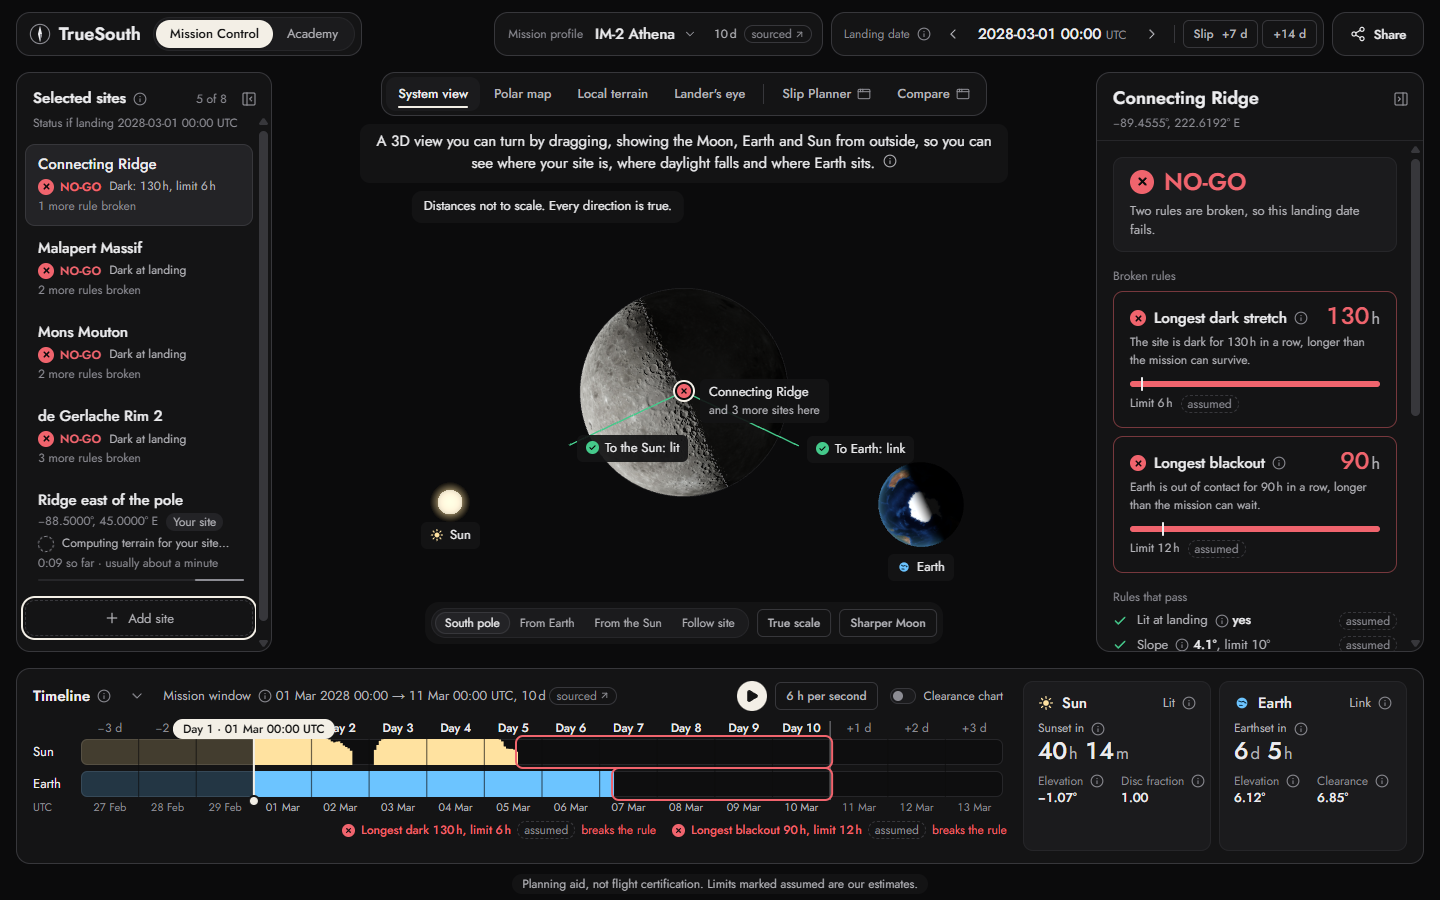 TrueSouth
Mission Control
Academy
Mission profile IM-2 Athena 10 d sourced ↗
Landing date 2028-03-01 00:00 UTC
Slip +7 d +14 d
Share
Selected sites 5 of 8
Status if landing 2028-03-01 00:00 UTC
Connecting Ridge
NO-GO Dark: 130 h, limit 6 h
1 more rule broken
Malapert Massif
NO-GO Dark at landing
2 more rules broken
Mons Mouton
NO-GO Dark at landing
2 more rules broken
de Gerlache Rim 2
NO-GO Dark at landing
3 more rules broken
Ridge east of the pole
−88.5000°, 45.0000° E Your site
Computing terrain for your site...
0:09 so far · usually about a minute
+ Add site
System view
Polar map
Local terrain
Lander's eye
Slip Planner
Compare
A 3D view you can turn by dragging, showing the Moon, Earth and Sun from outside, so you can
see where your site is, where daylight falls and where Earth sits.
Distances not to scale. Every direction is true.
Connecting Ridge
and 3 more sites here
To the Sun: lit
To Earth: link
Sun
Earth
South pole
From Earth
From the Sun
Follow site
True scale
Sharper Moon
Connecting Ridge
−89.4555°, 222.6192° E
NO-GO
Two rules are broken, so this landing date
fails.
Broken rules
Longest dark stretch 130 h
The site is dark for 130 h in a row, longer than
the mission can survive.
Limit 6 h assumed
Longest blackout 90 h
Earth is out of contact for 90 h in a row, longer
than the mission can wait.
Limit 12 h assumed
Rules that pass
Lit at landing yes assumed
Slope 4.1°, limit 10° assumed
Timeline
Mission window 01 Mar 2028 00:00 → 11 Mar 00:00 UTC, 10 d sourced ↗
6 h per second
Clearance chart
−3 d −2 Day 1 · 01 Mar 00:00 UTC ay 2 Day 3 Day 4 Day 5 Day 6 Day 7 Day 8 Day 9 Day 10 +1 d +2 d +3 d
Sun
Earth
UTC 27 Feb 28 Feb 29 Feb 01 Mar 02 Mar 03 Mar 04 Mar 05 Mar 06 Mar 07 Mar 08 Mar 09 Mar 10 Mar 11 Mar 12 Mar 13 Mar
Longest dark 130 h, limit 6 h assumed breaks the rule
Longest blackout 90 h, limit 12 h assumed breaks the rule
Sun Lit
Sunset in
40 h 14 m
Elevation Disc fraction
−1.07° 1.00
Earth Link
Earthset in
6 d 5 h
Elevation Clearance
6.12° 6.85°
Planning aid, not flight certification. Limits marked assumed are our estimates.